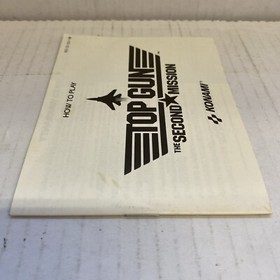 HOW TO PLAY
TOP GUN
THE SECOND MISSION
KONAMI